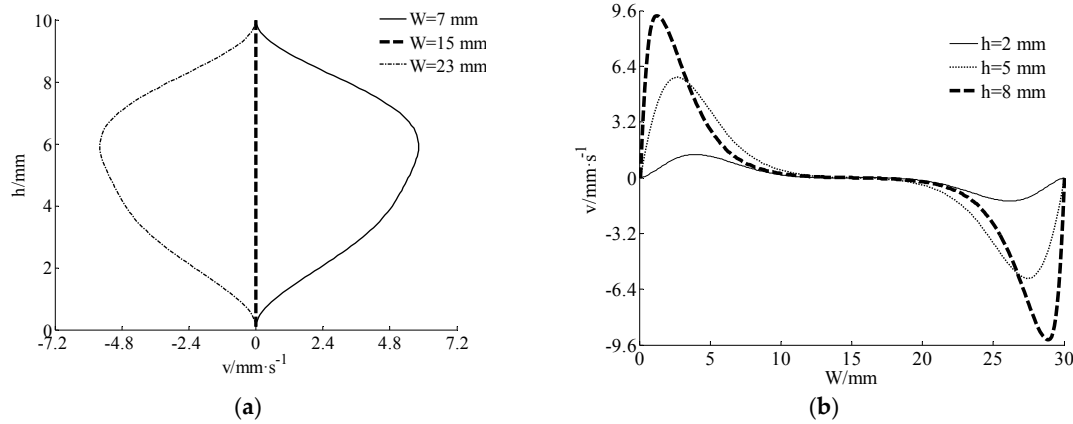 10
8
6
4
2
0
h/mm
-7.2 -4.8 -2.4 0 2.4 4.8 7.2
v/mm·s⁻¹
W=7 mm
W=15 mm
W=23 mm
(a)
9.6
6.4
3.2
0
-3.2
-6.4
-9.6
v/mm·s⁻¹
0 5 10 15 20 25 30
W/mm
h=2 mm
h=5 mm
h=8 mm
(b)